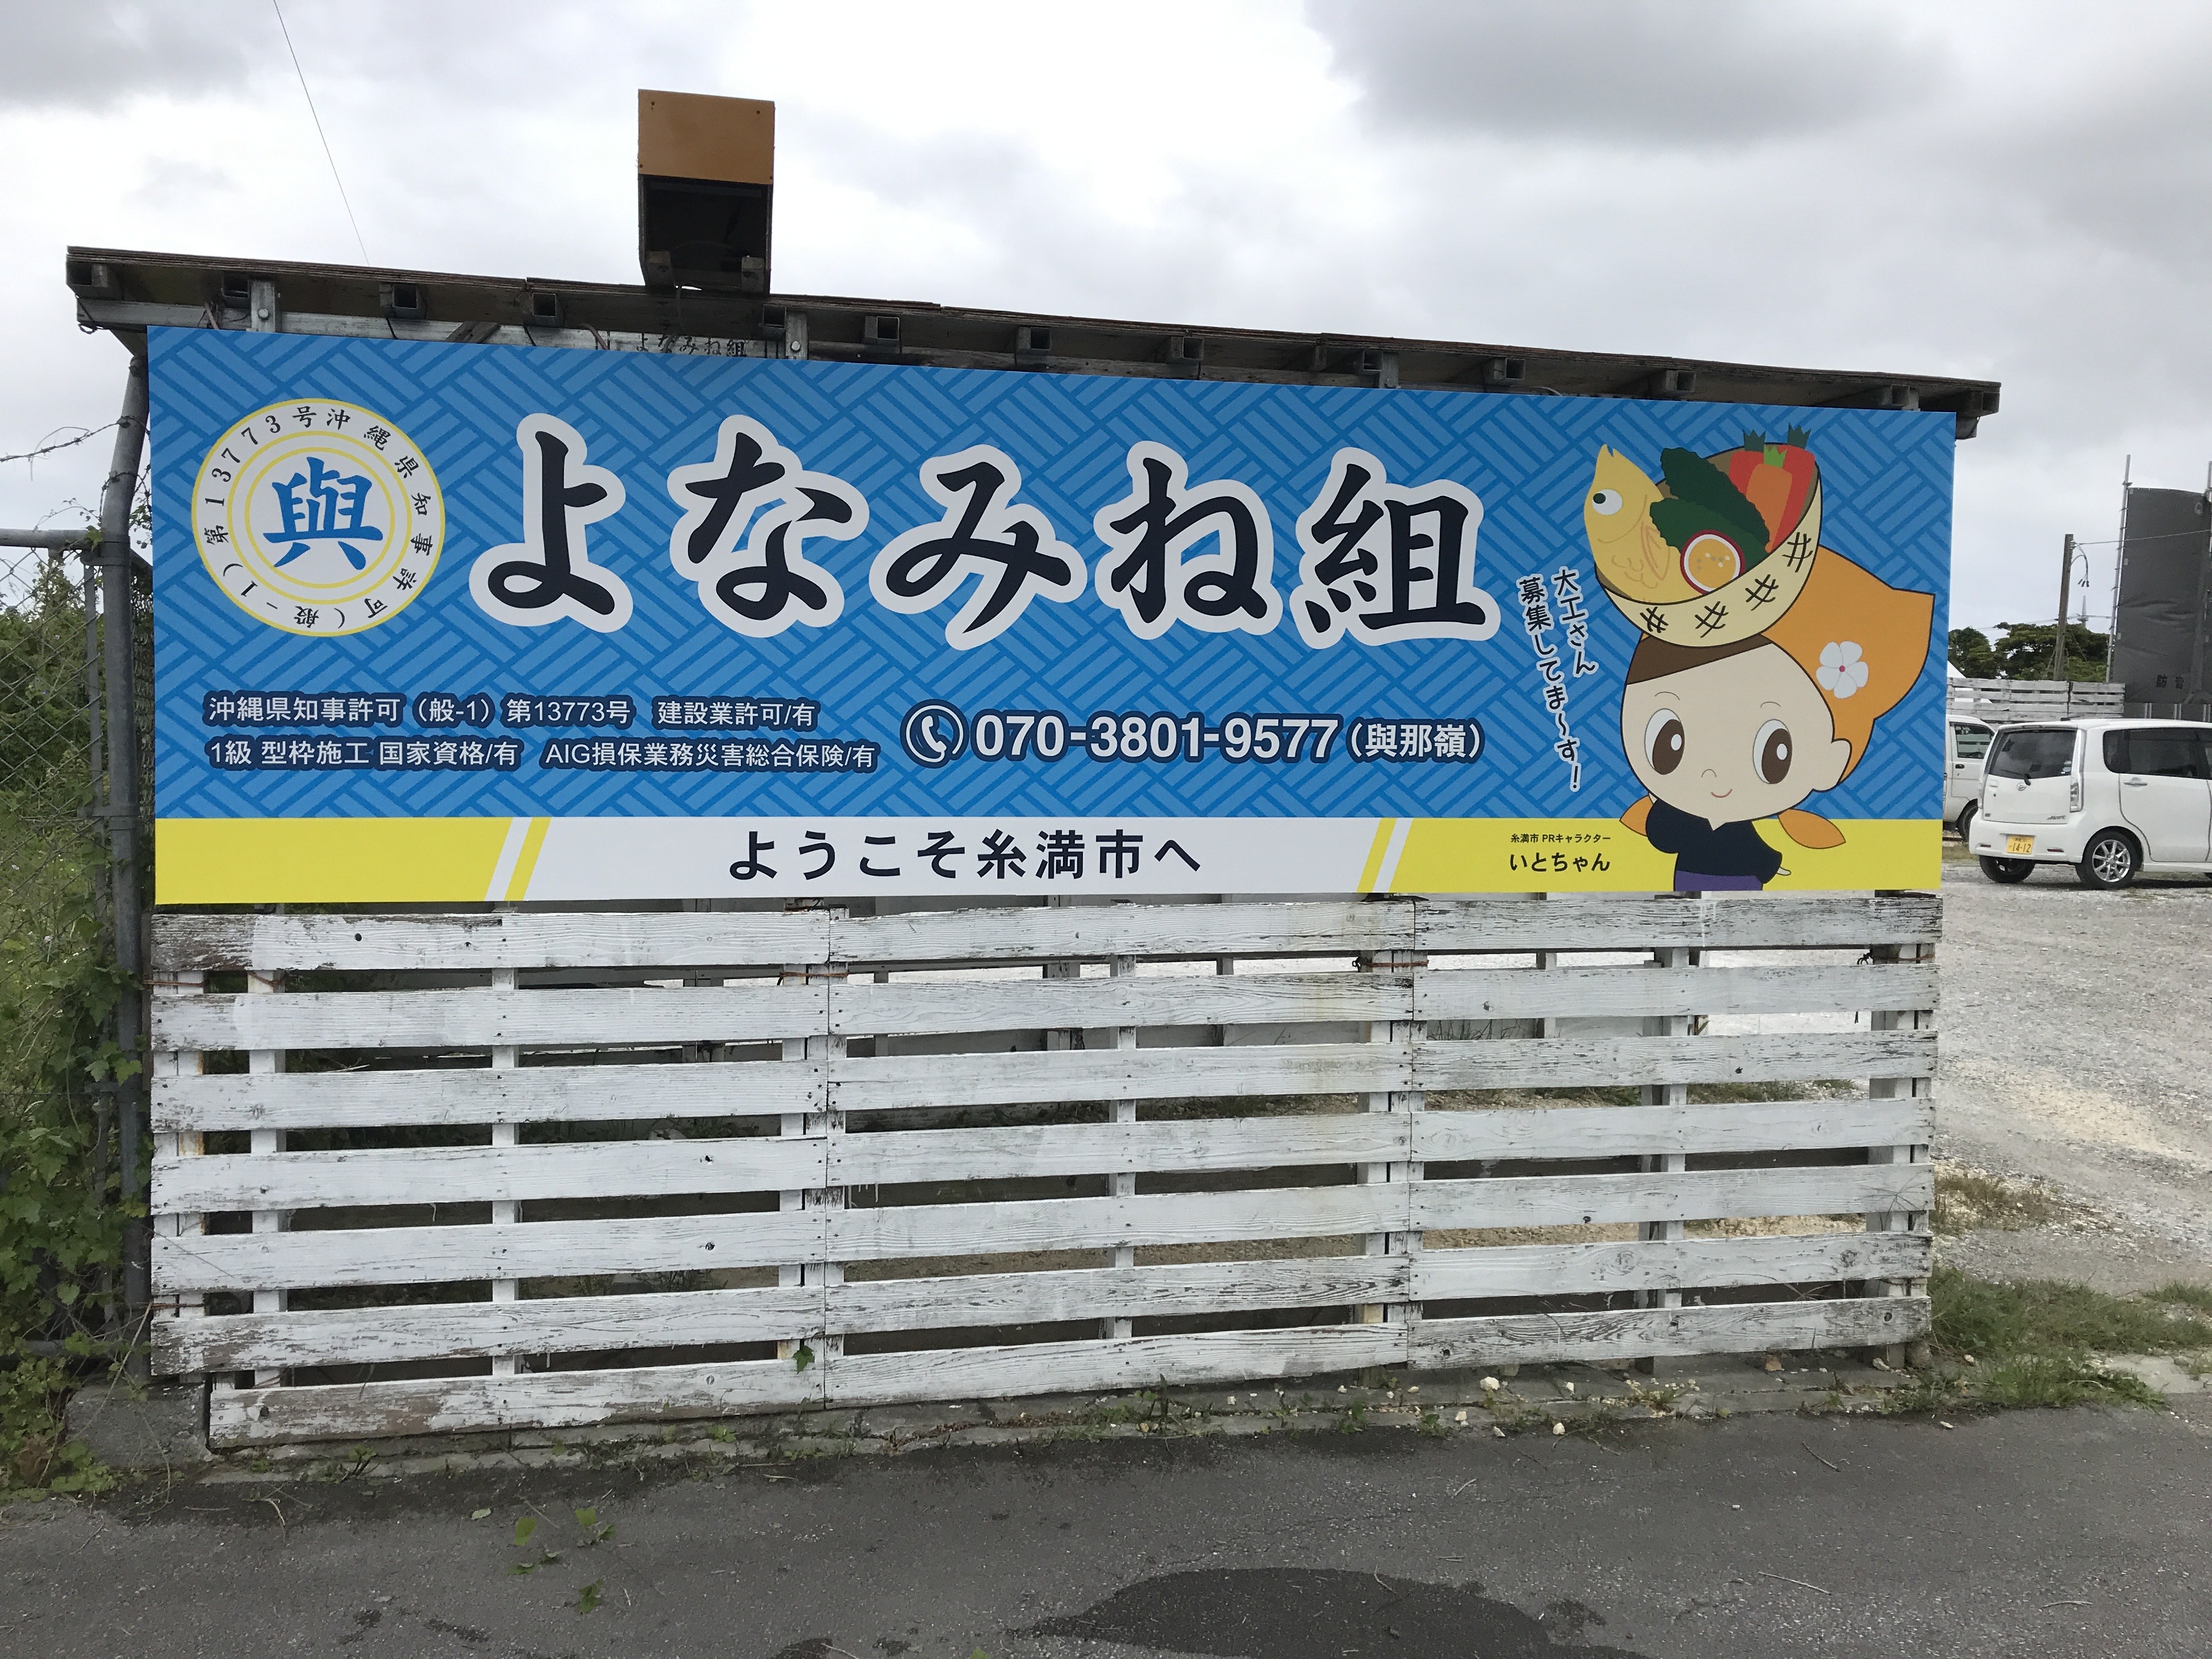 よなみね組
沖縄県知事許可(般-1)第13773号
與
よなみね組
大工さん
募集してま〜す!
沖縄県知事許可(般-1)第13773号 建設業許可/有
1級 型枠施工 国家資格/有 AIG損保業務災害総合保険/有
070-3801-9577(與那嶺)
ようこそ糸満市へ
糸満市 PRキャラクター
いとちゃん
14-12